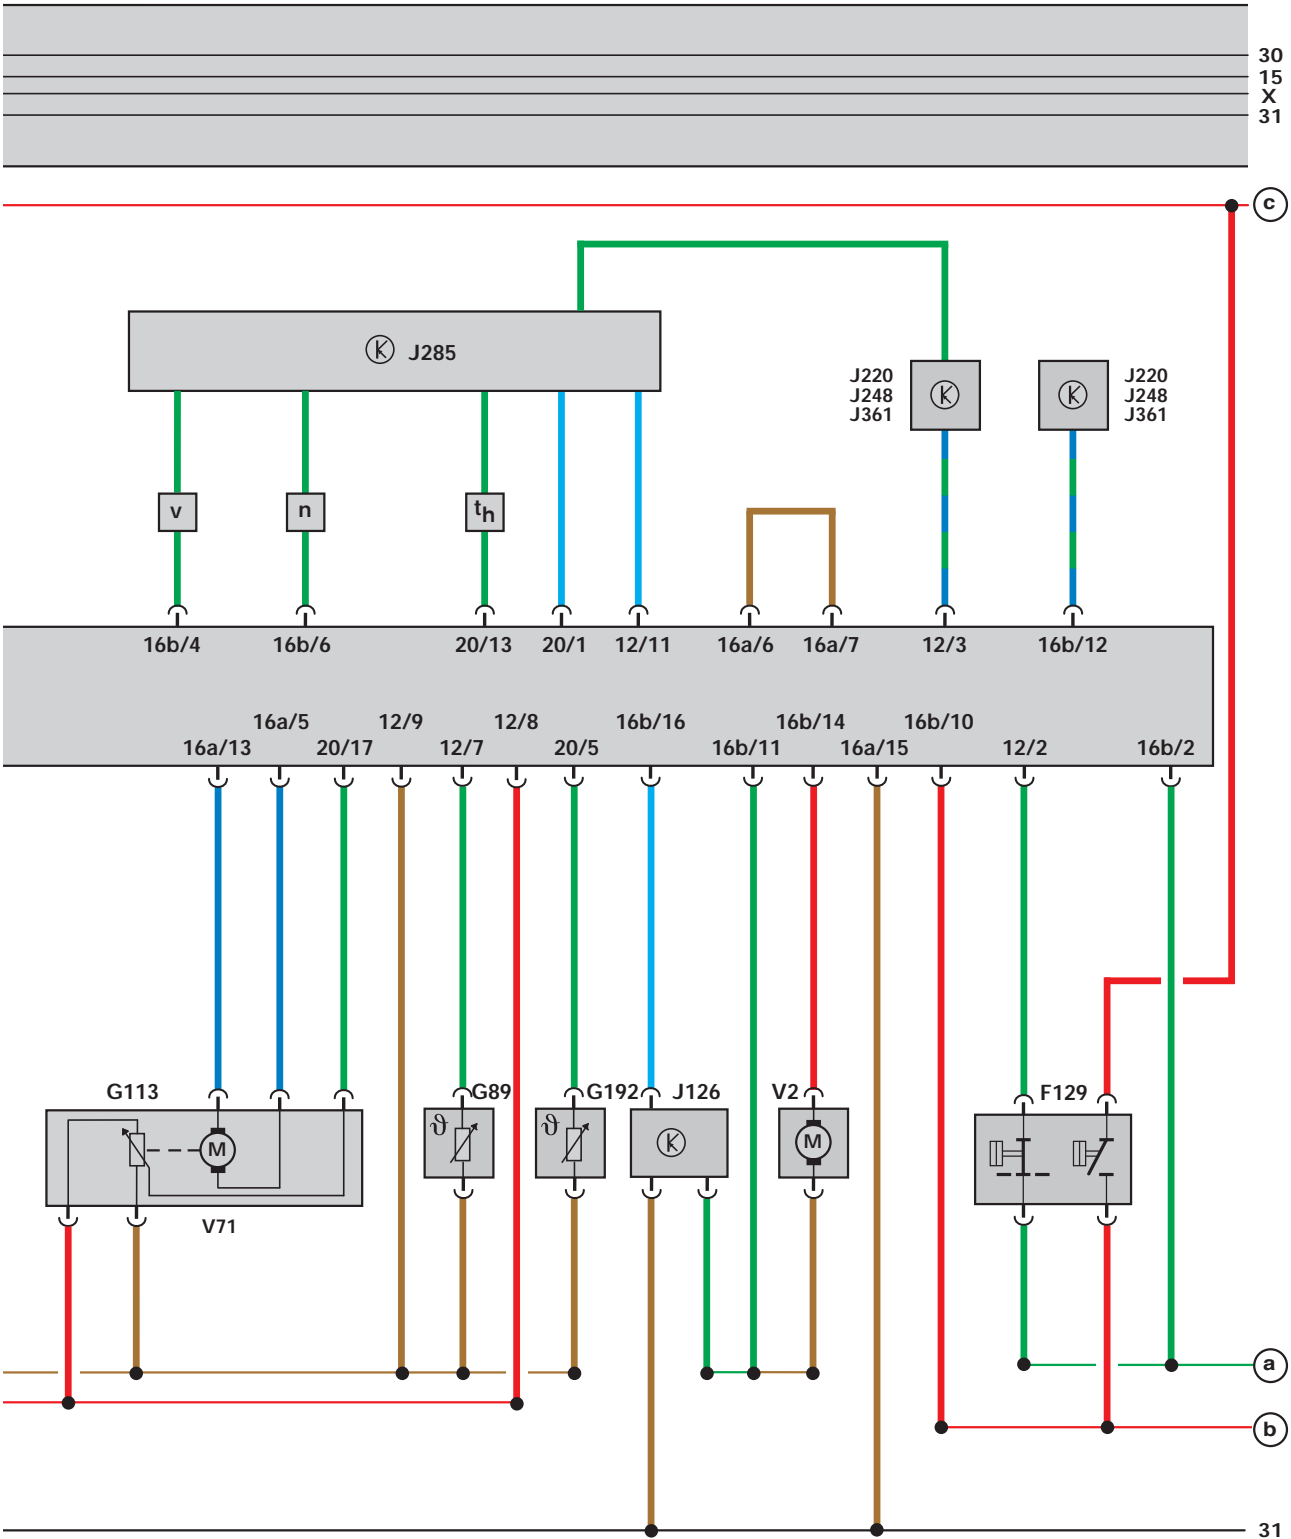 30
15
X
31
c
J285
J220
J248
J361
J220
J248
J361
v
n
th
16b/4 16b/6 20/13 20/1 12/11 16a/6 16a/7 12/3 16b/12
16a/5 12/9 12/8 16b/16 16b/14 16b/10
16a/13 20/17 12/7 20/5 16b/11 16a/15 12/2 16b/2
G113 G89 G192 J126 V2 F129
ϑ ϑ
M M
V71
a
b
31